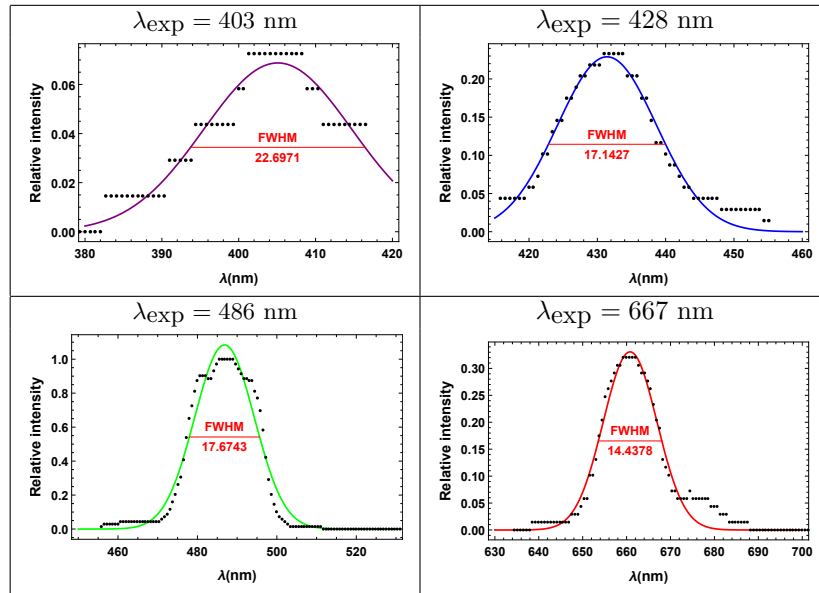 λexp = 403 nm
Relative intensity
0.06
0.04
0.02
0.00
FWHM
22.6971
380 390 400 410 420
λ(nm)
λexp = 428 nm
Relative intensity
0.20
0.15
0.10
0.05
0.00
FWHM
17.1427
420 430 440 450 460
λ(nm)
λexp = 486 nm
Relative intensity
1.0
0.8
0.6
0.4
0.2
0.0
FWHM
17.6743
460 480 500 520
λ(nm)
λexp = 667 nm
Relative intensity
0.30
0.25
0.20
0.15
0.10
0.05
0.00
FWHM
14.4378
630 640 650 660 670 680 690 700
λ(nm)